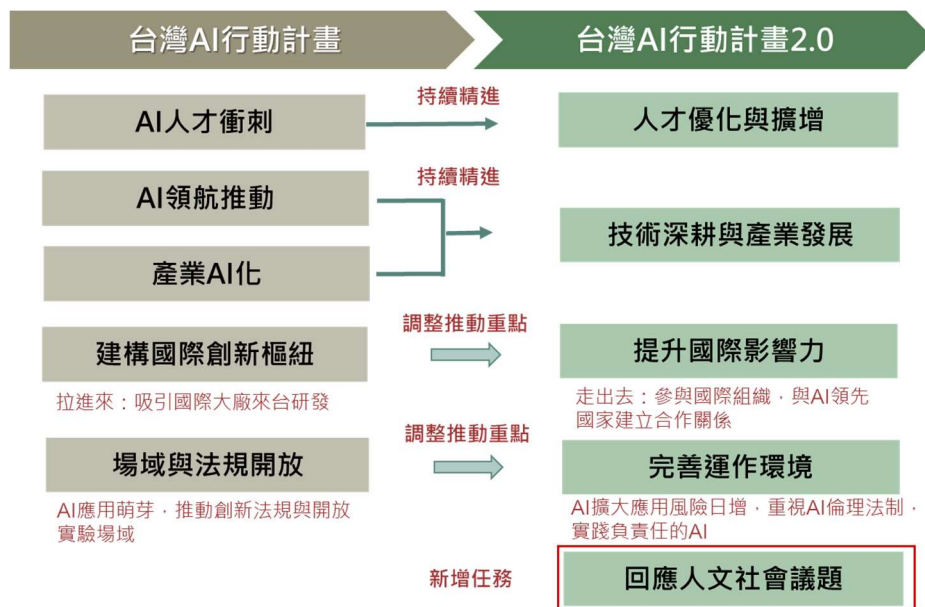 台灣AI行動計畫
台灣AI行動計畫2.0
AI人才衝刺
持續精進
人才優化與擴增
AI領航推動
持續精進
產業AI化
技術深耕與產業發展
建構國際創新樞紐
調整推動重點
提升國際影響力
拉進來：吸引國際大廠來台研發
走出去：參與國際組織，與AI領先
國家建立合作關係
場域與法規開放
調整推動重點
完善運作環境
AI應用萌芽，推動創新法規與開放
實驗場域
AI擴大應用風險日增，重視AI倫理法制，
實踐負責任的AI
新增任務
回應人文社會議題